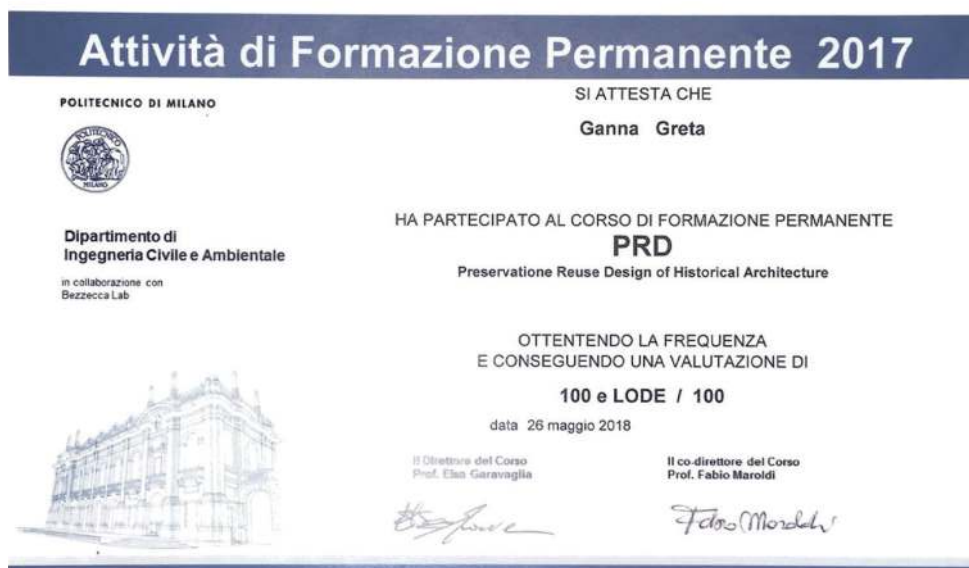 Attività di Formazione Permanente 2017
POLITECNICO DI MILANO
POLITECNICO
MILANO
Dipartimento di
Ingegneria Civile e Ambientale
in collaborazione con
Bezzecca Lab
SI ATTESTA CHE
Ganna Greta
HA PARTECIPATO AL CORSO DI FORMAZIONE PERMANENTE
PRD
Preservatione Reuse Design of Historical Architecture
OTTENTENDO LA FREQUENZA
E CONSEGUENDO UNA VALUTAZIONE DI
100 e LODE / 100
data 26 maggio 2018
Il Direttore del Corso
Prof. Elsa Garavaglia
Il co-direttore del Corso
Prof. Fabio Maroldi